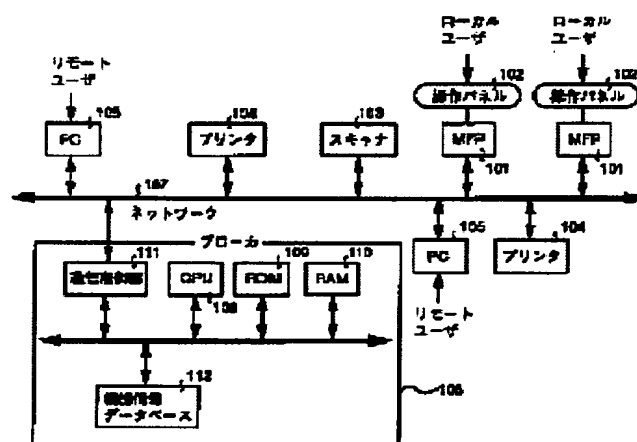 ローカル
ユーザ
ローカル
ユーザ
リモート
ユーザ
102
102
操作パネル
操作パネル
105
PC
プリンタ
103
スキャナ
MFP
MFP
101
101
107
ネットワーク
ブローカ
105
PC
104
プリンタ
リモート
ユーザ
111
通信制御部
CPU
109
ROM
110
RAM
112
データベース